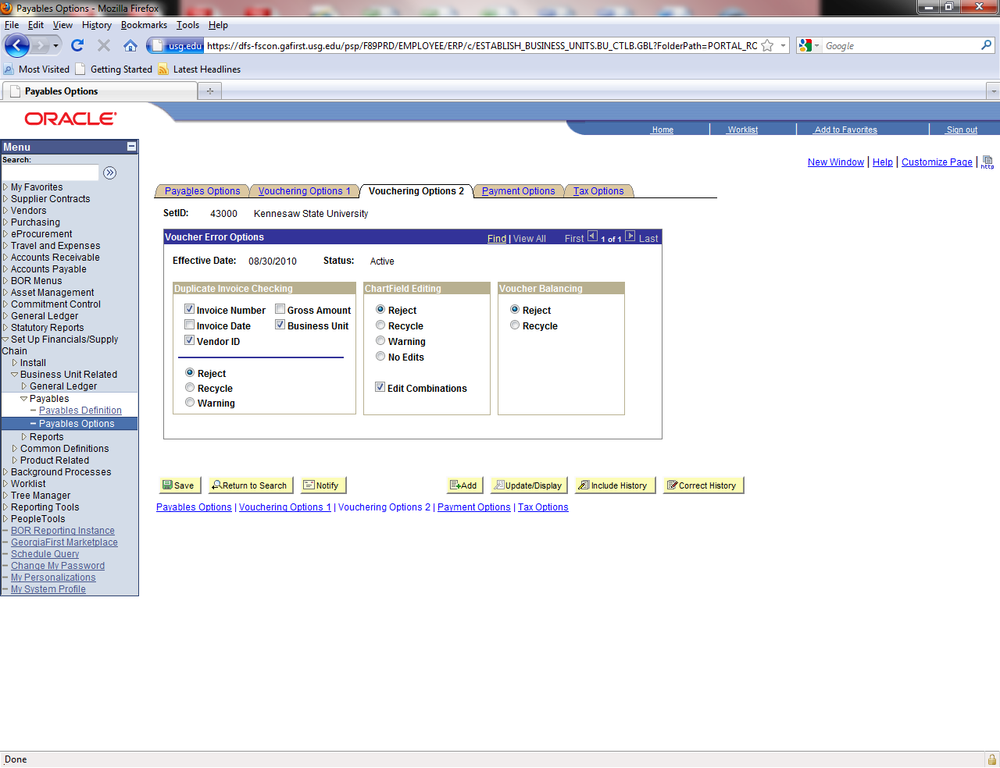 Payables Options - Mozilla Firefox
File Edit View History Bookmarks Tools Help
usg.edu https://dfs-fscon.gafirst.usg.edu/psp/F89PRD/EMPLOYEE/ERP/c/ESTABLISH_BUSINESS_UNITS.BU_CTLB.GBL?FolderPath=PORTAL_RC Google
Most Visited Getting Started Latest Headlines
Payables Options
ORACLE
Home Worklist Add to Favorites Sign out
New Window | Help | Customize Page | http
Menu
Search:
My Favorites
Supplier Contracts
Vendors
Purchasing
eProcurement
Travel and Expenses
Accounts Receivable
Accounts Payable
BOR Menus
Asset Management
Commitment Control
General Ledger
Statutory Reports
Set Up Financials/Supply
Chain
Install
Business Unit Related
General Ledger
Payables
Payables Definition
Payables Options
Reports
Common Definitions
Product Related
Background Processes
Worklist
Tree Manager
Reporting Tools
PeopleTools
BOR Reporting Instance
GeorgiaFirst Marketplace
Schedule Query
Change My Password
My Personalizations
My System Profile
Payables Options Vouchering Options 1 Vouchering Options 2 Payment Options Tax Options
SetID: 43000 Kennesaw State University
Voucher Error Options Find | View All First 1 of 1 Last
Effective Date: 08/30/2010 Status: Active
Duplicate Invoice Checking
Invoice Number Gross Amount
Invoice Date Business Unit
Vendor ID
Reject
Recycle
Warning
ChartField Editing
Reject
Recycle
Warning
No Edits
Edit Combinations
Voucher Balancing
Reject
Recycle
Save Return to Search Notify Add Update/Display Include History Correct History
Payables Options | Vouchering Options 1 | Vouchering Options 2 | Payment Options | Tax Options
Done